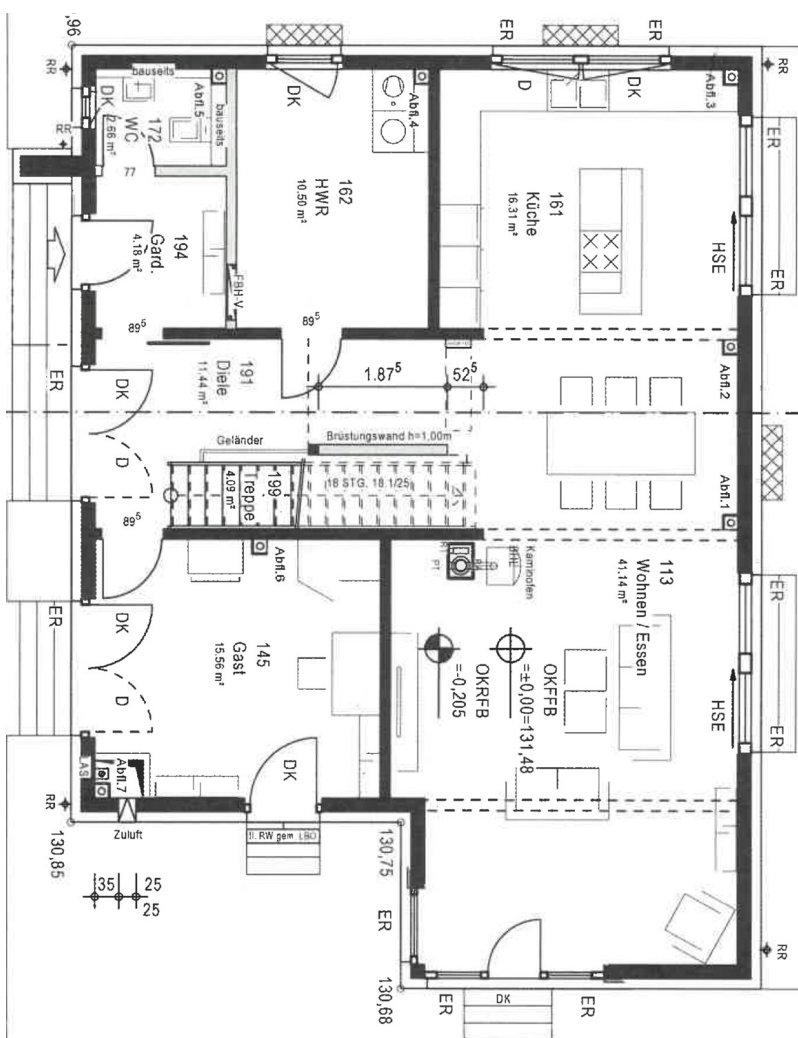 ,96
RR
ER
ER
ER
RR
bauseits
DK
D
DK
Abfl.3
Abfl.5
bauseits
DK
172
WC
2.66 m²
RR
77
Abfl.4
162
HWR
10.50 m²
161
Küche
16.31 m²
ER
ER
HSE
194
Gard.
4.18 m²
FBH-V
89⁵
89⁵
191
Diele
11.44 m²
1.87⁵
52⁵
Abfl.2
ER
DK
D
Geländer
Brüstungswand h=1,00m
199
Treppe
4.09 m²
18 STG. 18.1/25
Abfl.1
89⁵
Abfl.6
Kaminofen
113
Wohnen / Essen
41.14 m²
ER
ER
HSE
ER
DK
D
145
Gast
15.56 m²
OKFFB
=±0,00=131,48
OKRFB
=-0,205
DK
LAS
Abfl.7
RR
Zuluft
fl. RW gem. LBO
130,85
130,75
35
25
25
ER
RR
130,68
ER
DK
ER